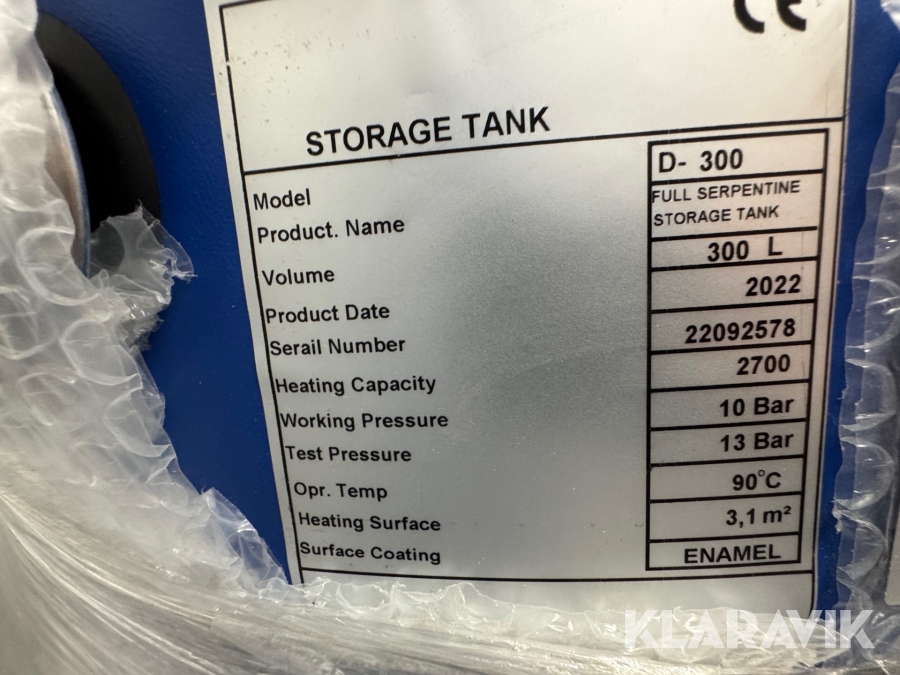 CE
STORAGE TANK
Model D- 300
Product. Name FULL SERPENTINE
STORAGE TANK
Volume 300 L
Product Date 2022
Serail Number 22092578
Heating Capacity 2700
Working Pressure 10 Bar
Test Pressure 13 Bar
Opr. Temp 90°C
Heating Surface 3,1 m²
Surface Coating ENAMEL
KLARAVIK